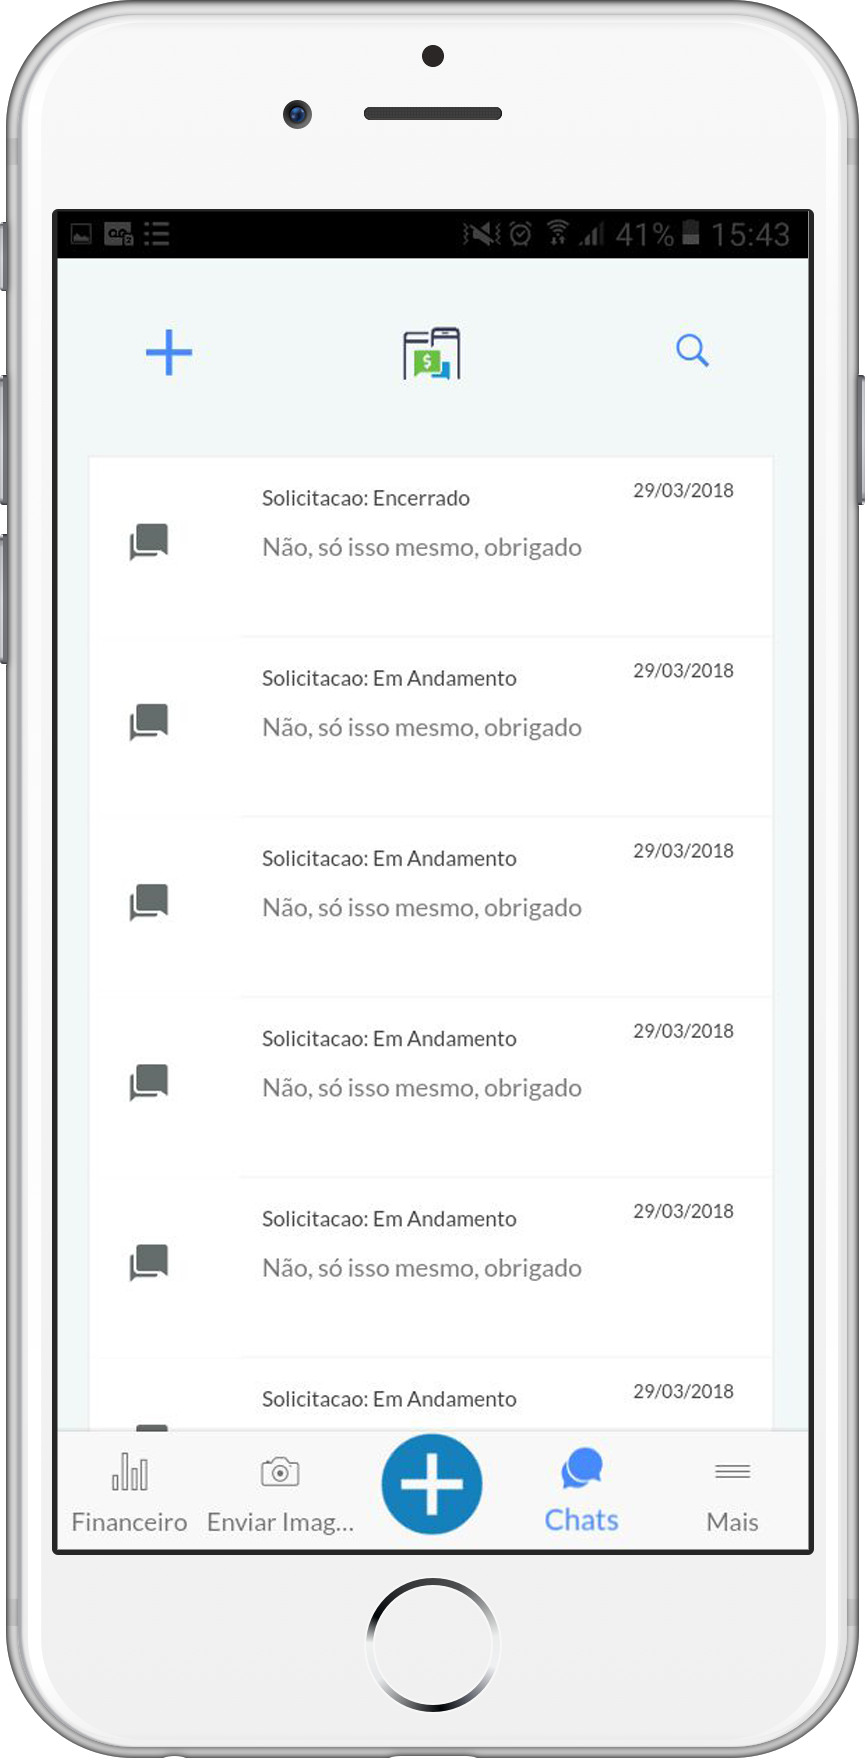 41% 15:43
$
Solicitacao: Encerrado 29/03/2018
Não, só isso mesmo, obrigado
Solicitacao: Em Andamento 29/03/2018
Não, só isso mesmo, obrigado
Solicitacao: Em Andamento 29/03/2018
Não, só isso mesmo, obrigado
Solicitacao: Em Andamento 29/03/2018
Não, só isso mesmo, obrigado
Solicitacao: Em Andamento 29/03/2018
Não, só isso mesmo, obrigado
Solicitacao: Em Andamento 29/03/2018
Financeiro Enviar Imag... Chats Mais